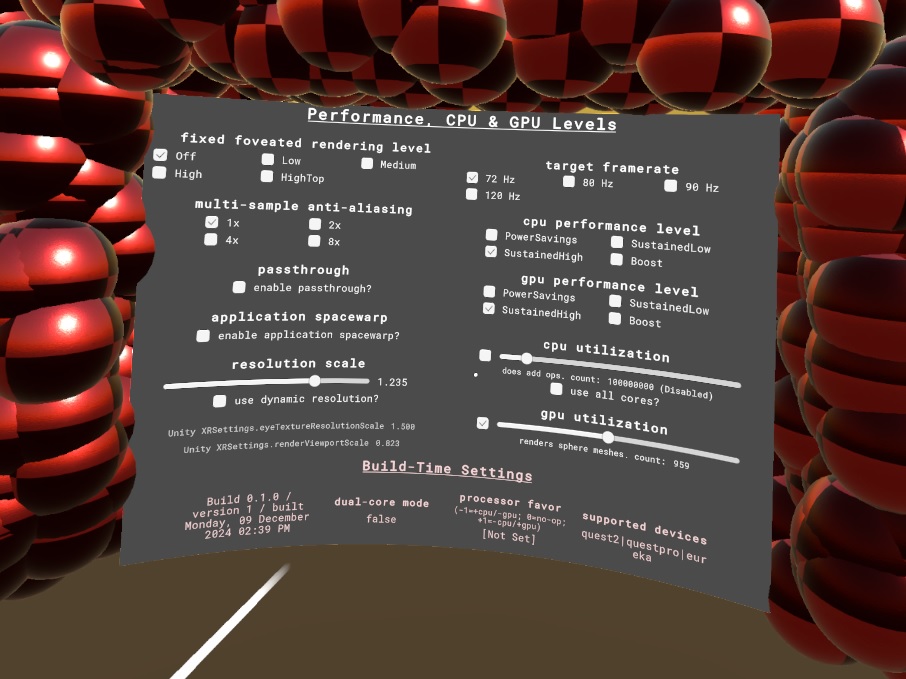 Performance, CPU & GPU Levels
fixed foveated rendering level
Off Low Medium
High HighTop
multi-sample anti-aliasing
1x 2x
4x 8x
passthrough
enable passthrough?
application spacewarp
enable application spacewarp?
resolution scale
1.235
use dynamic resolution?
Unity XRSettings.eyeTextureResolutionScale 1.500
Unity XRSettings.renderViewportScale 0.823
target framerate
72 Hz 80 Hz 90 Hz
120 Hz
cpu performance level
PowerSavings SustainedLow
SustainedHigh Boost
gpu performance level
PowerSavings SustainedLow
SustainedHigh Boost
cpu utilization
does add ops. count: 100000000 (Disabled)
use all cores?
gpu utilization
renders sphere meshes. count: 959
Build-Time Settings
Build 0.1.0 /
version 1 / built
Monday, 09 December
2024 02:39 PM
dual-core mode
false
processor favor
(-1=+cpu/-gpu; 0=no-op;
+1=-cpu/+gpu)
[Not Set]
supported devices
quest2|questpro|eur
eka